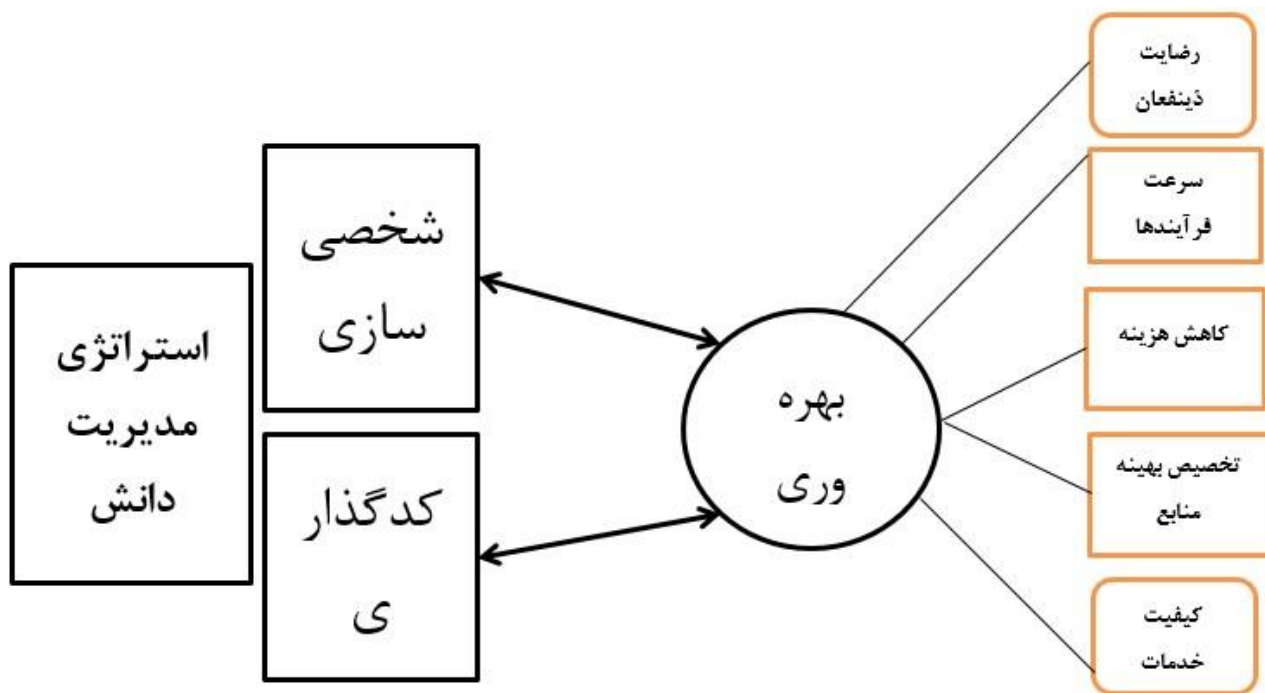 رضایت
ذینفعان
سرعت
فرآیندها
شخصی
سازی
استراتژی
مدیریت
دانش
کاهش هزینه
بهره
وری
کدگذار
ی
تخصیص بهینه
منابع
کیفیت
خدمات